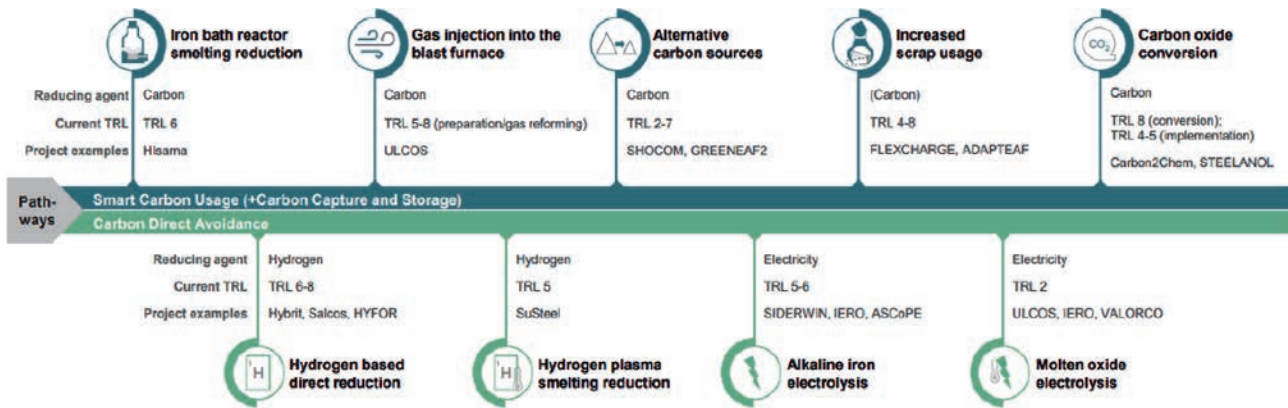 Iron bath reactor
smelting reduction
Gas injection into the
blast furnace
Alternative
carbon sources
Increased
scrap usage
CO2
Carbon oxide
conversion
Reducing agent
Carbon
Carbon
Carbon
(Carbon)
Carbon
Current TRL
TRL 6
TRL 5-8 (preparation/gas reforming)
TRL 2-7
TRL 4-8
TRL 8 (conversion);
TRL 4-5 (implementation)
Project examples
HIsarna
ULCOS
SHOCOM, GREENEAF2
FLEXCHARGE, ADAPTEAF
Carbon2Chem, STEELANOL
Path-
ways
Smart Carbon Usage (+Carbon Capture and Storage)
Carbon Direct Avoidance
Reducing agent
Hydrogen
Hydrogen
Electricity
Electricity
Current TRL
TRL 6-8
TRL 5
TRL 5-6
TRL 2
Project examples
Hybrit, Salcos, HYFOR
SuSteel
SIDERWIN, IERO, ASCoPE
ULCOS, IERO, VALORCO
H
Hydrogen based
direct reduction
H
Hydrogen plasma
smelting reduction
Alkaline iron
electrolysis
Molten oxide
electrolysis